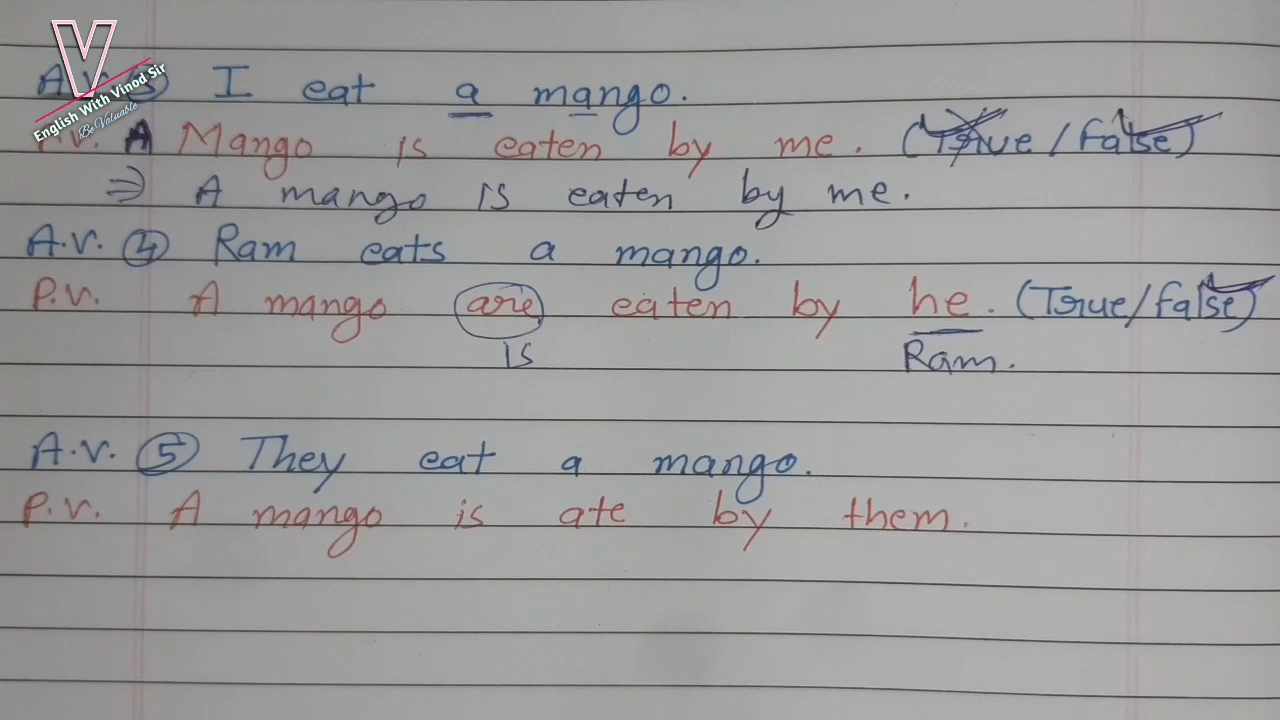 V
English With Vinod Sir
Be Valuable
A.V. 3 I eat a mango.
P.V. A Mango is eaten by me. (True/False)
⇒ A mango is eaten by me.
A.V. 4 Ram eats a mango.
P.V. A mango are eaten by he. (True/False)
is Ram.
A.V. 5 They eat a mango.
P.V. A mango is ate by them.